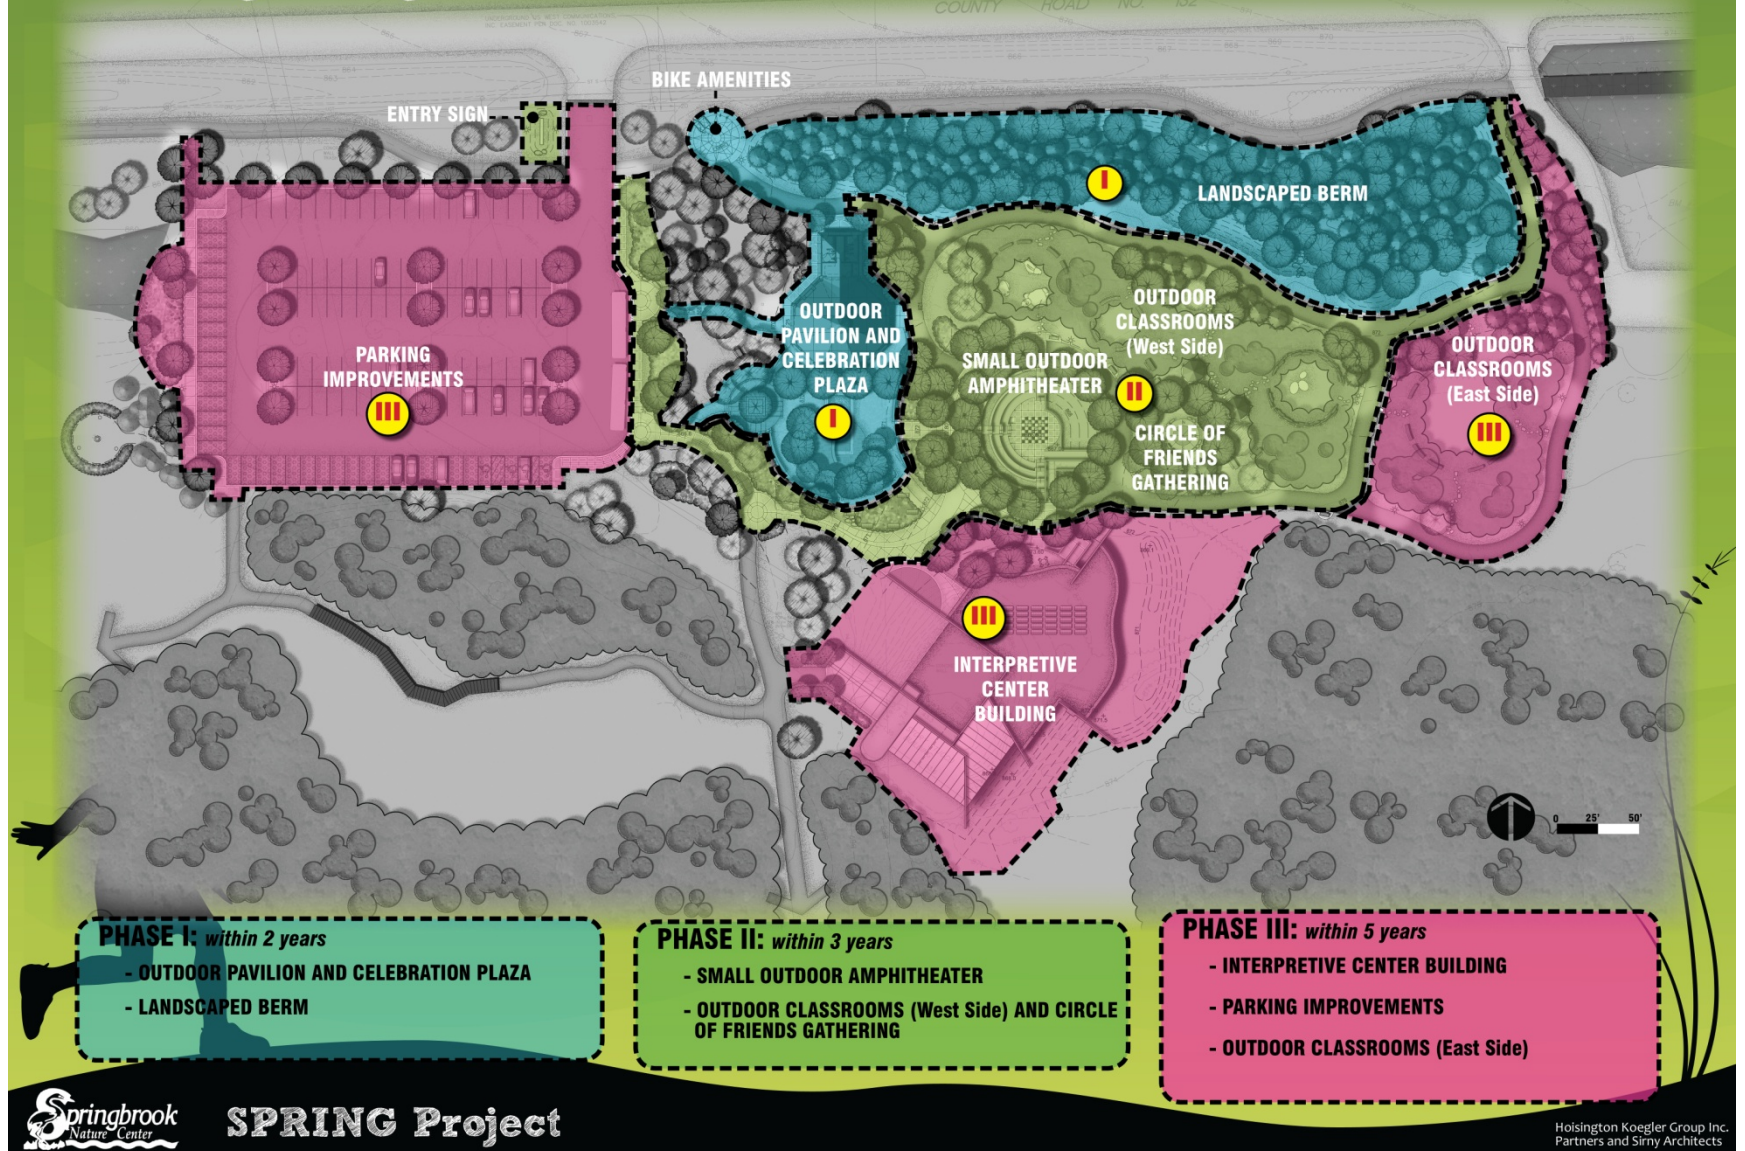 COUNTY ROAD NO. 132
BIKE AMENITIES
ENTRY SIGN
I
LANDSCAPED BERM
OUTDOOR
PAVILION AND
CELEBRATION
PLAZA
I
OUTDOOR
CLASSROOMS
(West Side)
SMALL OUTDOOR
AMPHITHEATER
II
CIRCLE OF
FRIENDS
GATHERING
OUTDOOR
CLASSROOMS
(East Side)
III
PARKING
IMPROVEMENTS
III
III
INTERPRETIVE
CENTER
BUILDING
0 25' 50'
PHASE I: within 2 years
- OUTDOOR PAVILION AND CELEBRATION PLAZA
- LANDSCAPED BERM
PHASE II: within 3 years
- SMALL OUTDOOR AMPHITHEATER
- OUTDOOR CLASSROOMS (West Side) AND CIRCLE
OF FRIENDS GATHERING
PHASE III: within 5 years
- INTERPRETIVE CENTER BUILDING
- PARKING IMPROVEMENTS
- OUTDOOR CLASSROOMS (East Side)
Springbrook
Nature Center
SPRING Project
Hoisington Koegler Group Inc.
Partners and Sirny Architects